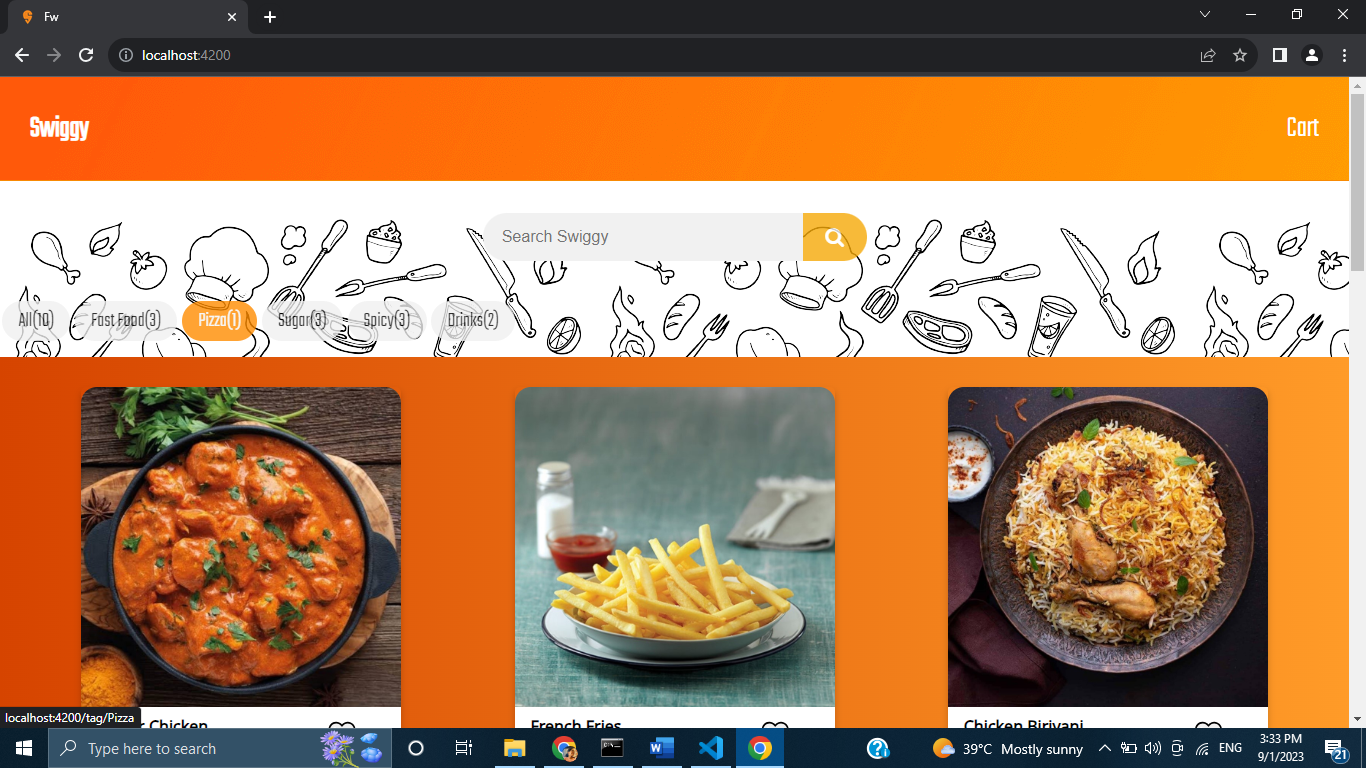 Fw
localhost:4200
Swiggy
Cart
Search Swiggy
All(10) Fast Food(3) Pizza(1) Sugar(3) Spicy(3) Drinks(2)
Chicken French Fries Chicken Biriyani
localhost:4200/tag/Pizza
Type here to search
39°C Mostly sunny
ENG
3:33 PM
9/1/2023
21